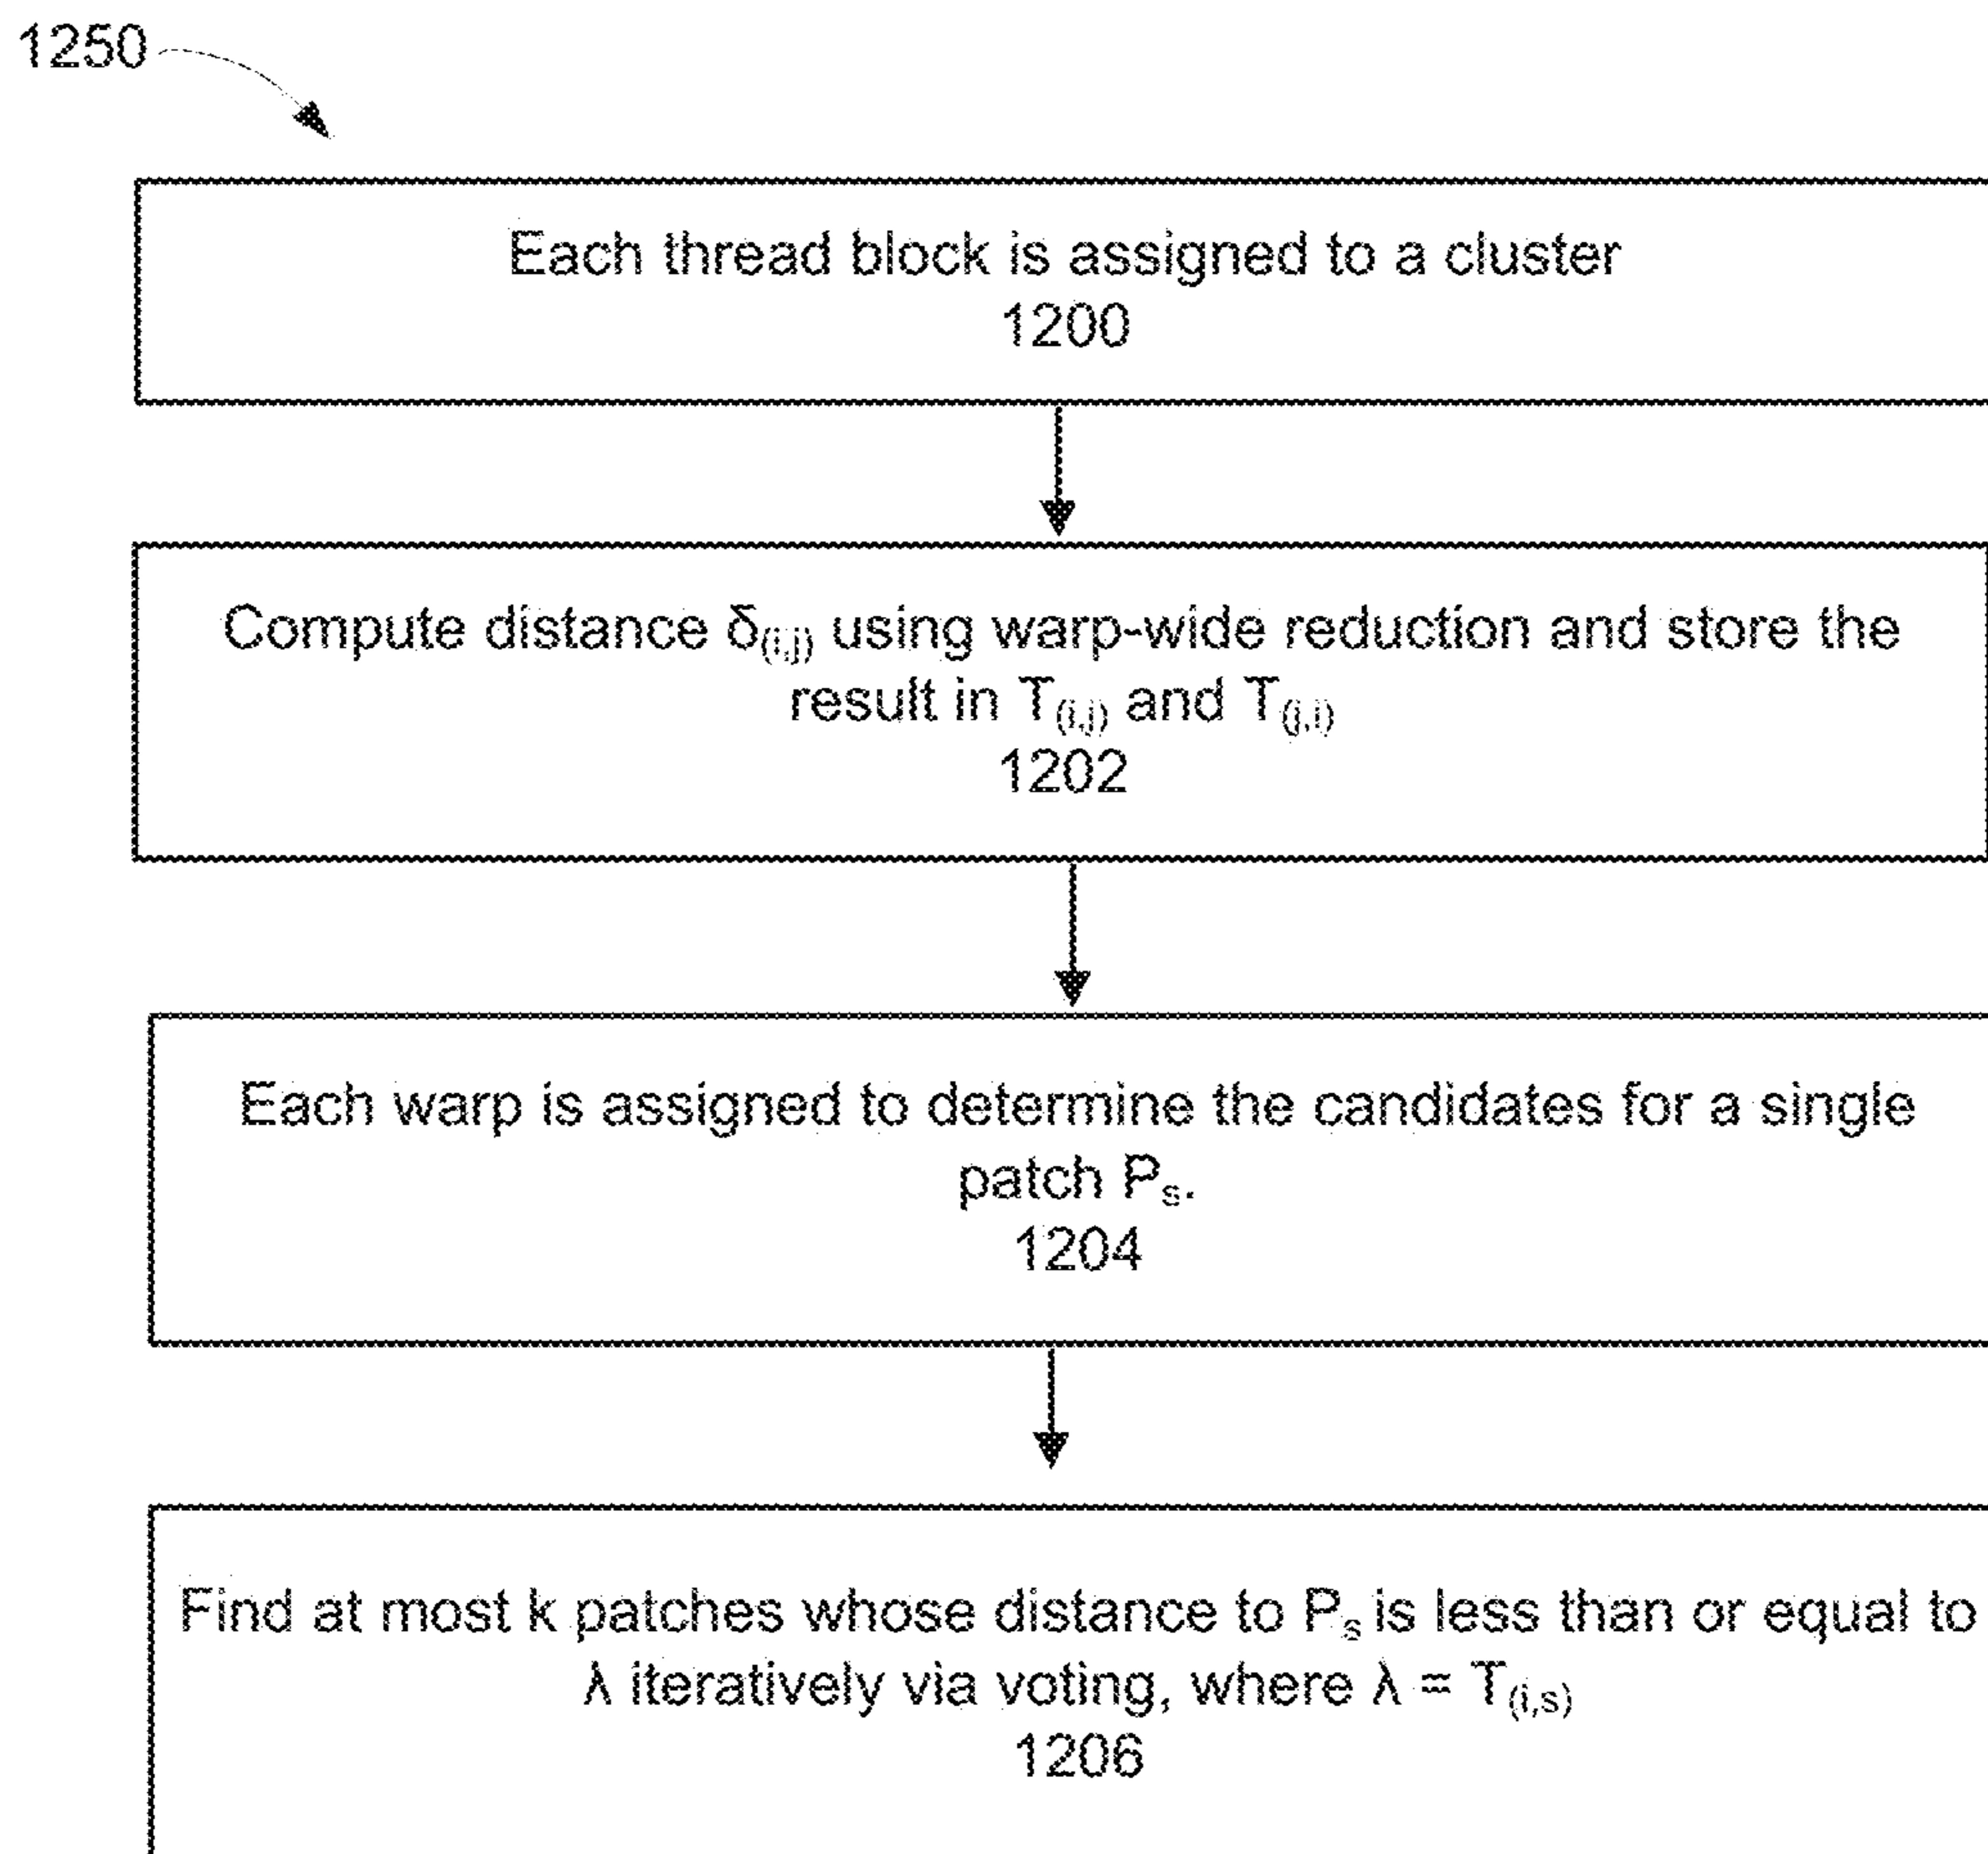 1250
Each thread block is assigned to a cluster
1200
Compute distance δ(i,j) using warp-wide reduction and store the
result in T(i,j) and T(j,i)
1202
Each warp is assigned to determine the candidates for a single
patch Ps.
1204
Find at most k patches whose distance to Ps is less than or equal to
λ iteratively via voting, where λ = T(i,s)
1206